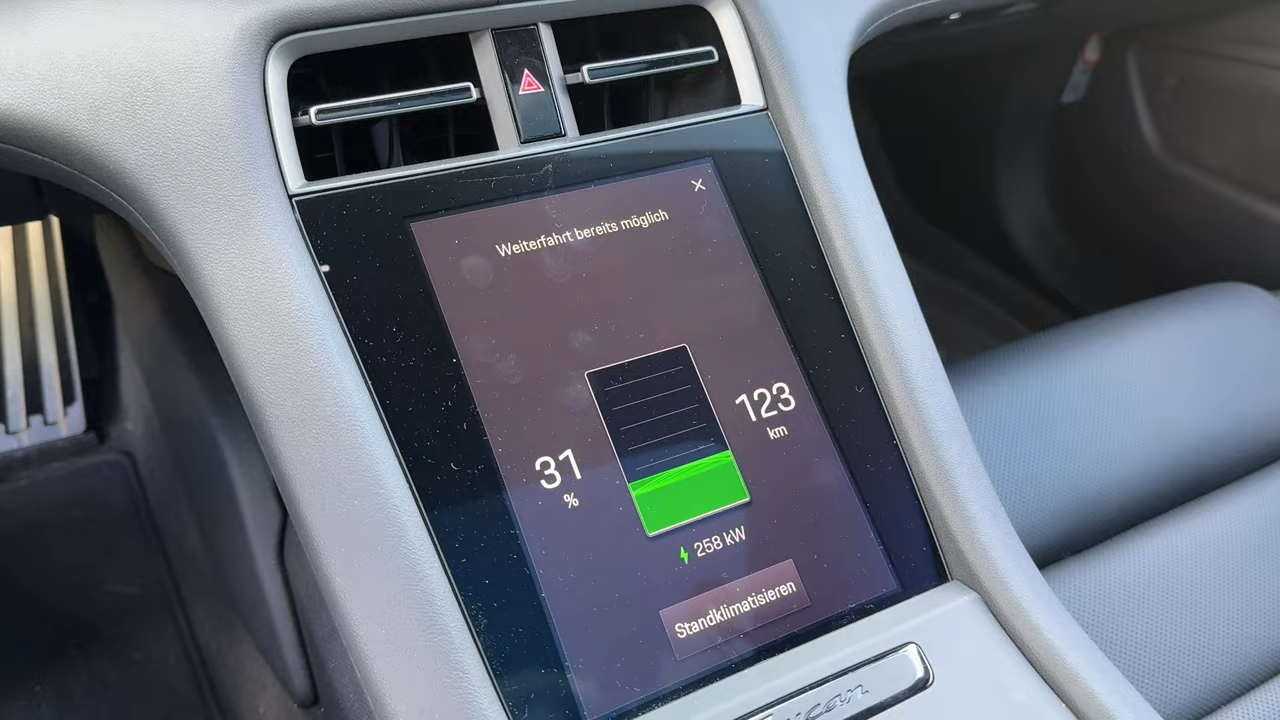 Weiterfahrt bereits möglich
123
km
31
%
258 kW
Standklimatisieren